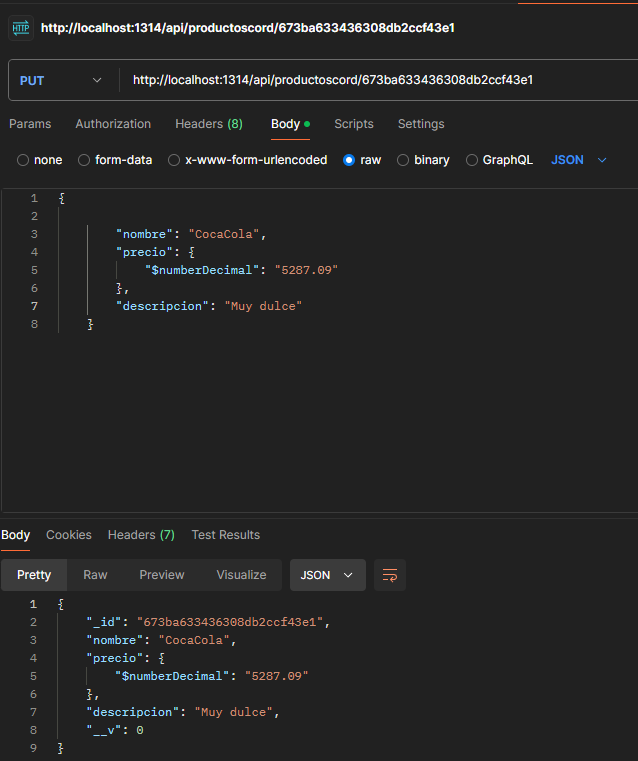 HTTP http://localhost:1314/api/productoscord/673ba633436308db2ccf43e1
PUT http://localhost:1314/api/productoscord/673ba633436308db2ccf43e1
Params Authorization Headers (8) Body Scripts Settings
none form-data x-www-form-urlencoded raw binary GraphQL JSON
1 {
2
3 "nombre": "CocaCola",
4 "precio": {
5 "$numberDecimal": "5287.09"
6 },
7 "descripcion": "Muy dulce"
8 }
Body Cookies Headers (7) Test Results
Pretty Raw Preview Visualize JSON
1 {
2 "_id": "673ba633436308db2ccf43e1",
3 "nombre": "CocaCola",
4 "precio": {
5 "$numberDecimal": "5287.09"
6 },
7 "descripcion": "Muy dulce",
8 "__v": 0
9 }